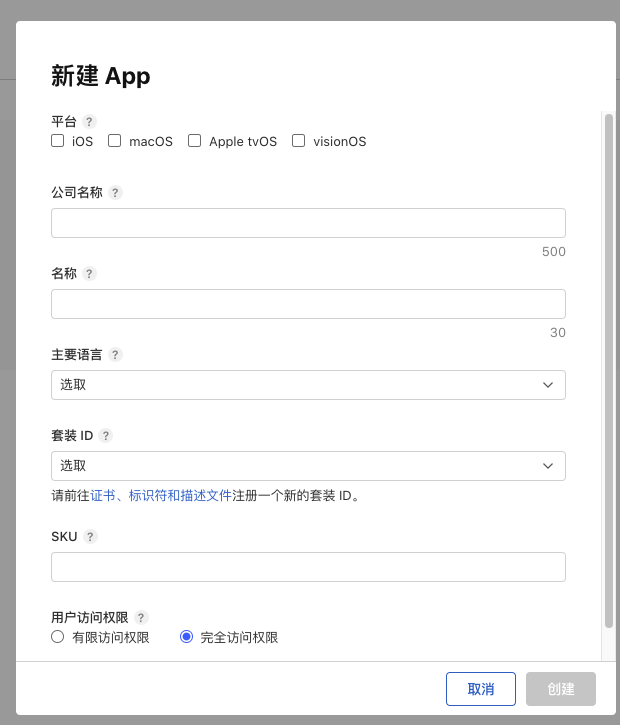 新建 App
平台 ?
iOS macOS Apple tvOS visionOS
公司名称 ?
500
名称 ?
30
主要语言 ?
选取
套装 ID ?
选取
请前往证书、标识符和描述文件注册一个新的套装 ID。
SKU ?
用户访问权限 ?
有限访问权限 完全访问权限
取消 创建